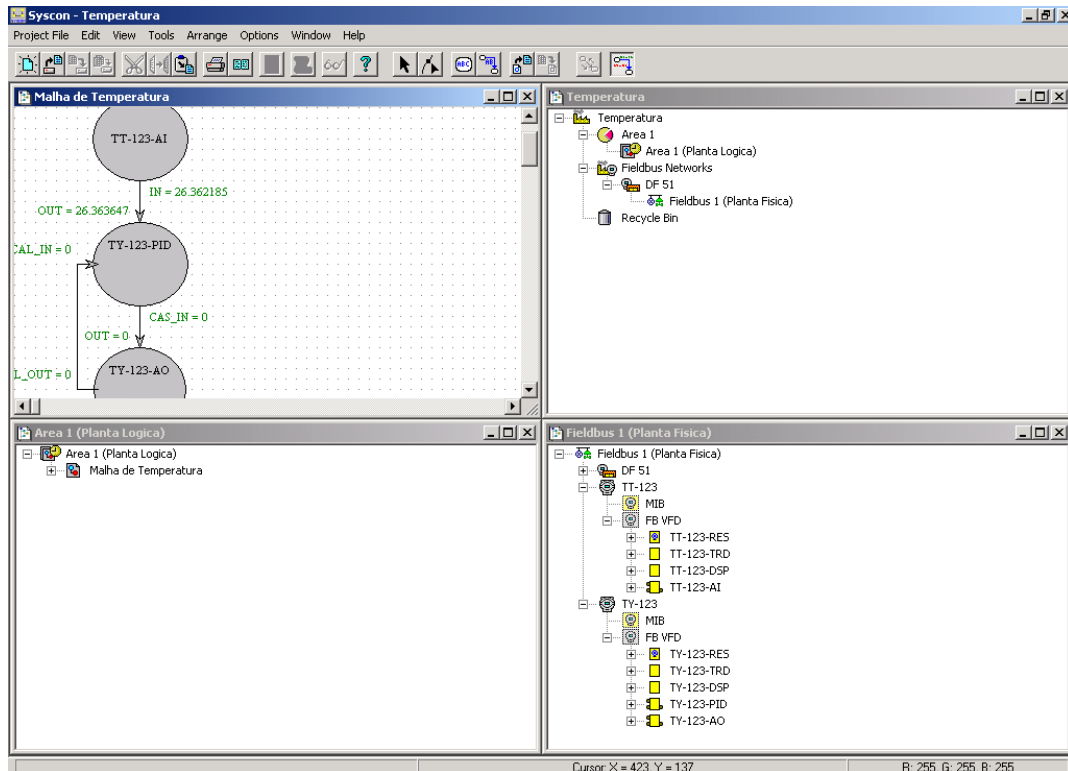 Syscon - Temperatura
Project File Edit View Tools Arrange Options Window Help
Malha de Temperatura
TT-123-AI
IN = 26.362185
OUT = 26.363647
TY-123-PID
CAL_IN = 0
CAS_IN = 0
OUT = 0
TY-123-AO
L_OUT = 0
Temperatura
Temperatura
Area 1
Area 1 (Planta Logica)
Fieldbus Networks
DF 51
Fieldbus 1 (Planta Fisica)
Recycle Bin
Area 1 (Planta Logica)
Area 1 (Planta Logica)
Malha de Temperatura
Fieldbus 1 (Planta Fisica)
Fieldbus 1 (Planta Fisica)
DF 51
TT-123
MIB
FB VFD
TT-123-RES
TT-123-TRD
TT-123-DSP
TT-123-AI
TY-123
MIB
FB VFD
TY-123-RES
TY-123-TRD
TY-123-DSP
TY-123-PID
TY-123-AO
Cursor: X = 423, Y = 137
R: 255, G: 255, B: 255